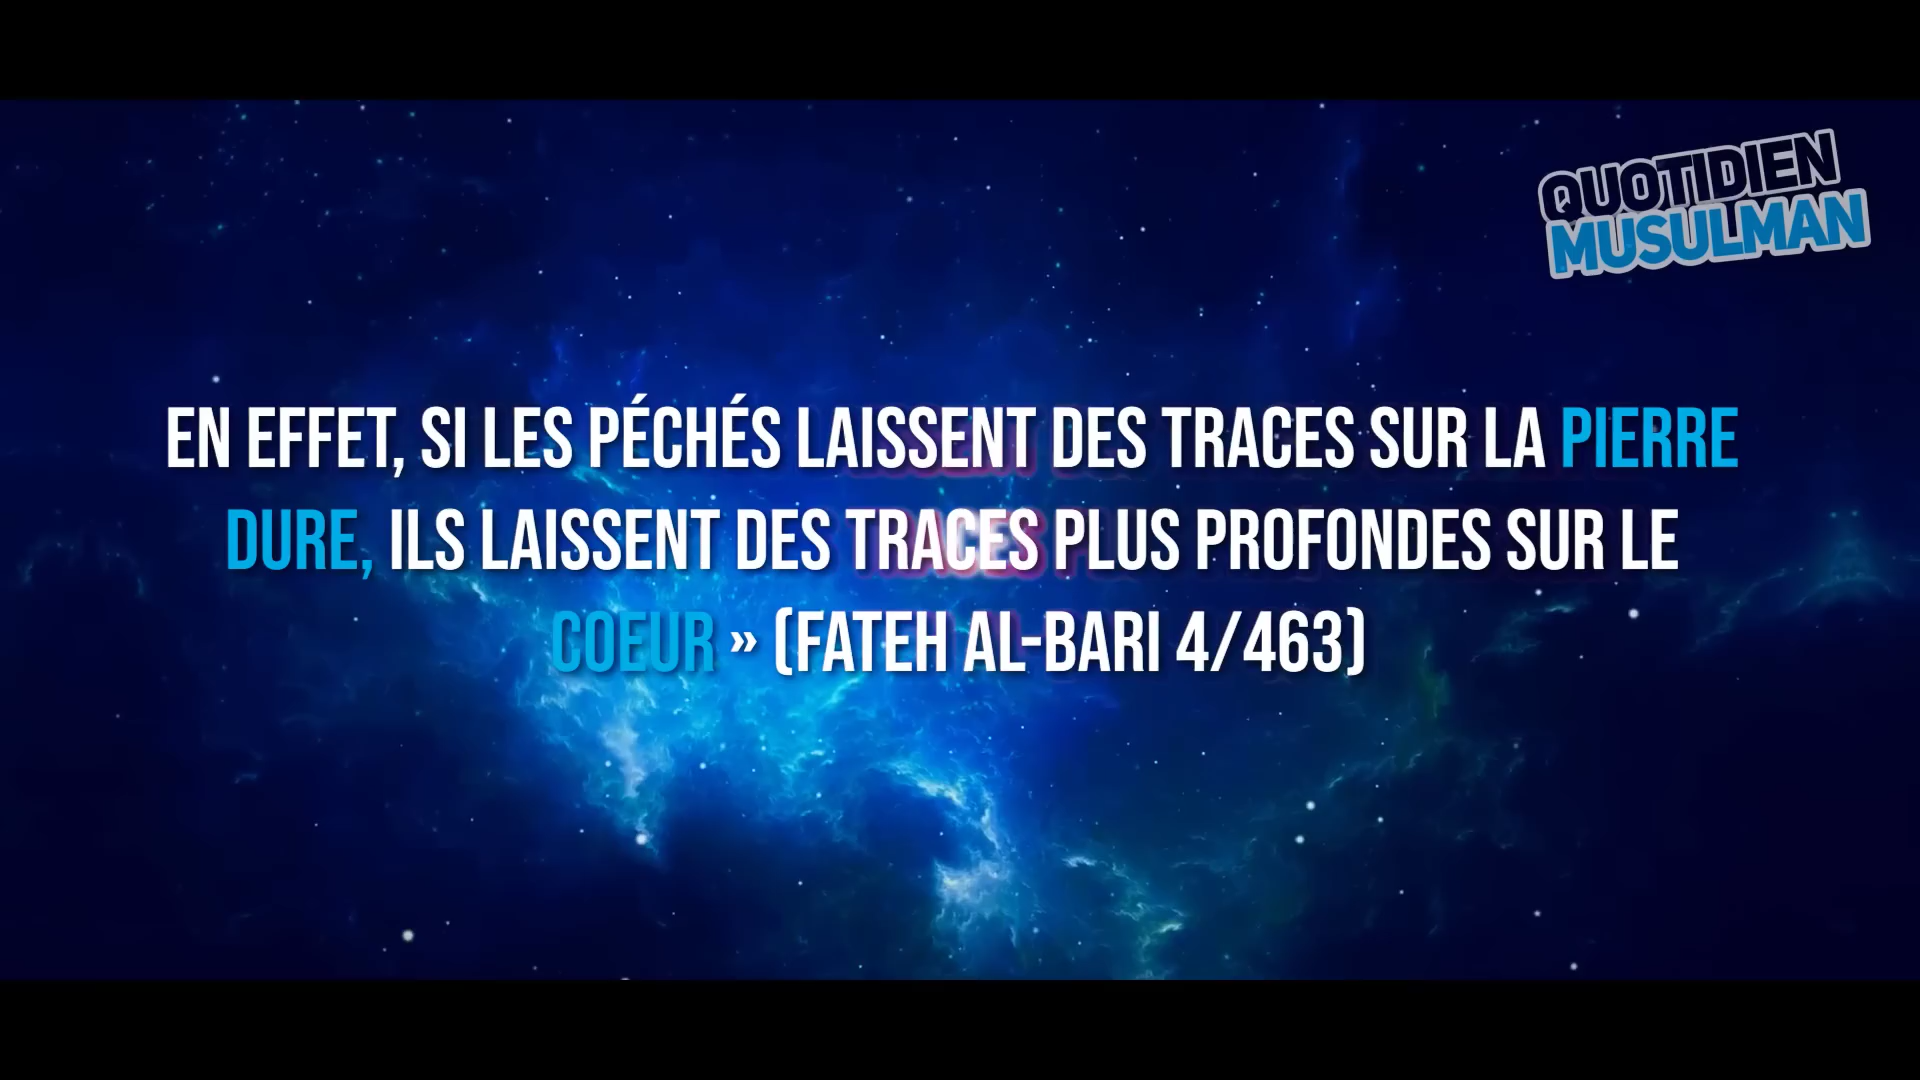 QUOTIDIEN
MUSULMAN
EN EFFET, SI LES PÉCHÉS LAISSENT DES TRACES SUR LA PIERRE
DURE, ILS LAISSENT DES TRACES PLUS PROFONDES SUR LE
COEUR » (FATEH AL-BARI 4/463)